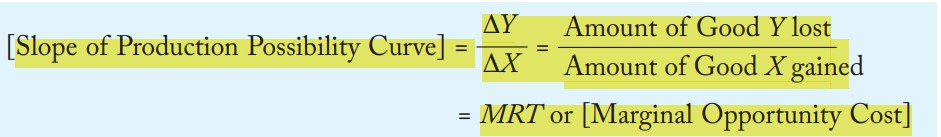 [Slope of Production Possibility Curve] = ΔY/ΔX = Amount of Good Y lost/Amount of Good X gained
= MRT or [Marginal Opportunity Cost]